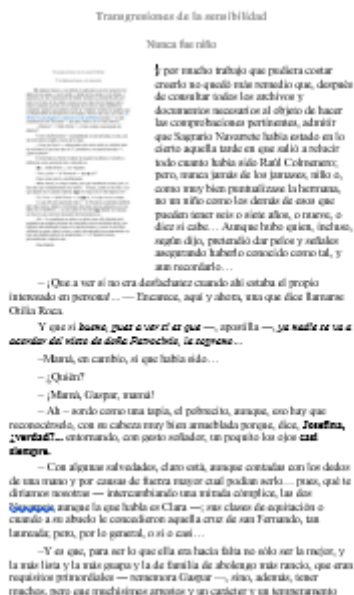 Transgresiones de la sensibilidad
Nunca fue niño
Y por mucho trabajo que pudiera costar
creerlo no quedó más remedio que, después
de consultar todos los archivos y
documentos necesarios al objeto de hacer
las comprobaciones pertinentes, admitir
que Sagrario Navarrete había estado en lo
cierto aquella tarde en que salió a relucir
todo cuanto había sido Raúl Colmenero;
pero, nunca jamás de los jamases, niño o,
como muy bien puntualizase la hermana,
no un niño como los demás de esos que
pueden tener seis o siete años, o nueve, o
diez si cabe… Aunque hubo quien, incluso,
según dijo, pretendió dar pelos y señales
asegurando haberlo conocido como tal, y
aun recordarlo…
– ¡Que a ver si no era desfachatez cuando ahí estaba el propio
interesado en persona!… — Encarece, aquí y ahora, una que dice llamarse
Otilia Roca.
Y que si bueno, pues a ver si es que —, apostilla —, ya nadie se va a
acordar del nieto de doña Patrocinio, la
–Mamá, en cambio, sí que había sido…
– ¿Quién?
– ¡Mamá, Gaspar, mamá!
– Ah – sordo como una tapia, el pobrecito, aunque, eso hay que
reconocérselo, con su cabeza muy bien amueblada porque, dice, Josefina,
¿verdad?... entornando, con gesto soñador, un poquito los ojos casi
siempre.
– Con algunas salvedades, claro está, aunque contadas con los dedos
de una mano y por causas de fuerza mayor cual podían serlo… pues, qué te
diríamos nosotras — intercambiando una mirada cómplice, las dos
aunque la que habla es Clara —; sus clases de equitación o
cuando a su abuelo le concedieron aquella cruz de san Fernando, tan
laureada; pero, por lo general, o sí o casi…
–Y es que, para ser lo que ella era hacía falta no sólo ser la mejor, y
la más lista y la más guapa y la de familia de abolengo más rancio, que eran
requisitos primordiales — rememora Gaspar —, sino, además, tener
muchos, pero que muchísimos arrestos y un carácter y un temperamento